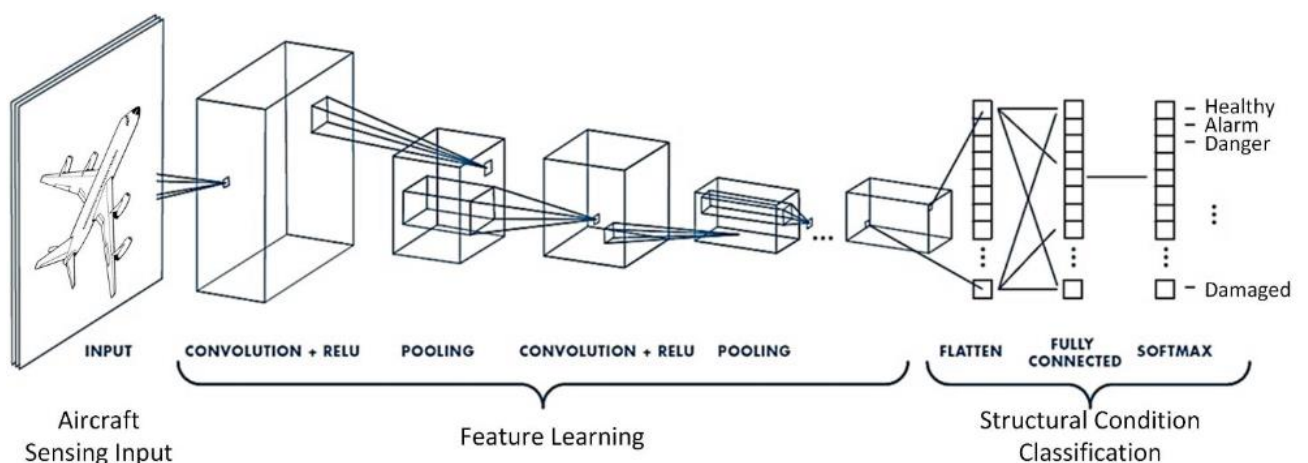 Healthy
Alarm
Danger
...
⋮
⋮
⋮
⋮
Damaged
INPUT
CONVOLUTION + RELU
POOLING
CONVOLUTION + RELU
POOLING
FLATTEN
FULLY
CONNECTED
SOFTMAX
Aircraft
Sensing Input
Feature Learning
Structural Condition
Classification